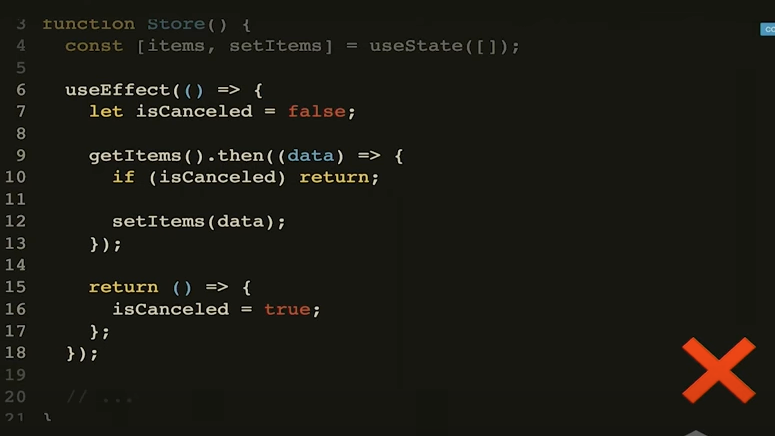 3 function Store() {
4 const [items, setItems] = useState([]);
5
6 useEffect(() => {
7 let isCanceled = false;
8
9 getItems().then((data) => {
10 if (isCanceled) return;
11
12 setItems(data);
13 });
14
15 return () => {
16 isCanceled = true;
17 };
18 });
19
20 // ...
21 }